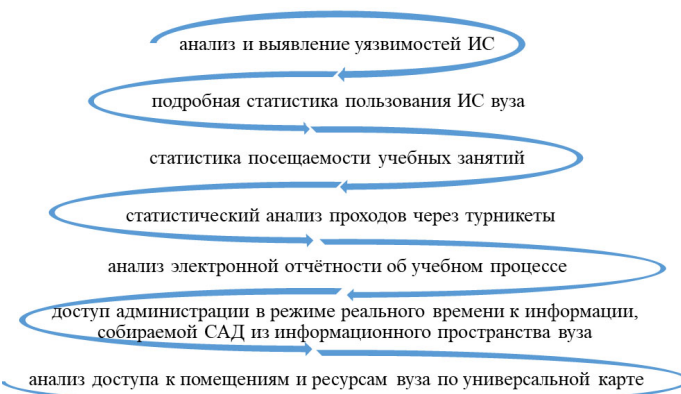 анализ и выявление уязвимостей ИС
подробная статистика пользования ИС вуза
статистика посещаемости учебных занятий
статистический анализ проходов через турникеты
анализ электронной отчётности об учебном процессе
доступ администрации в режиме реального времени к информации,
собираемой САД из информационного пространства вуза
анализ доступа к помещениям и ресурсам вуза по универсальной карте